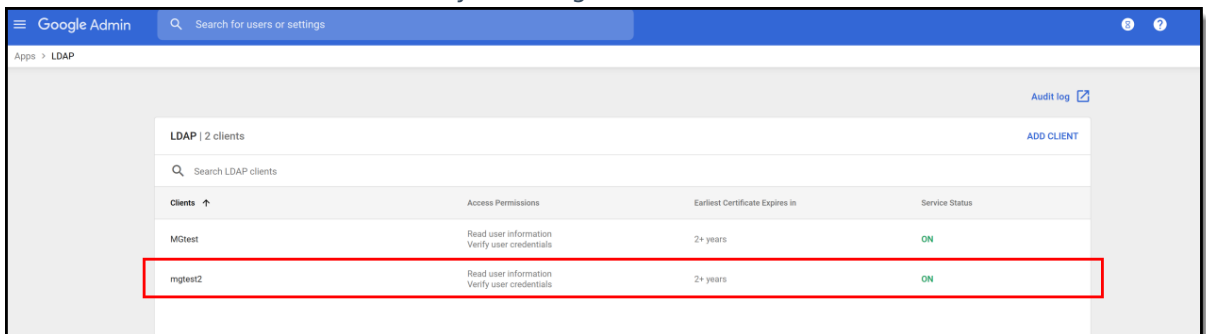 Google Admin
Search for users or settings
Apps > LDAP
Audit log
LDAP | 2 clients
ADD CLIENT
Search LDAP clients
Clients Access Permissions Earliest Certificate Expires in Service Status
MGtest Read user information 2+ years ON
Verify user credentials
mgtest2 Read user information 2+ years ON
Verify user credentials